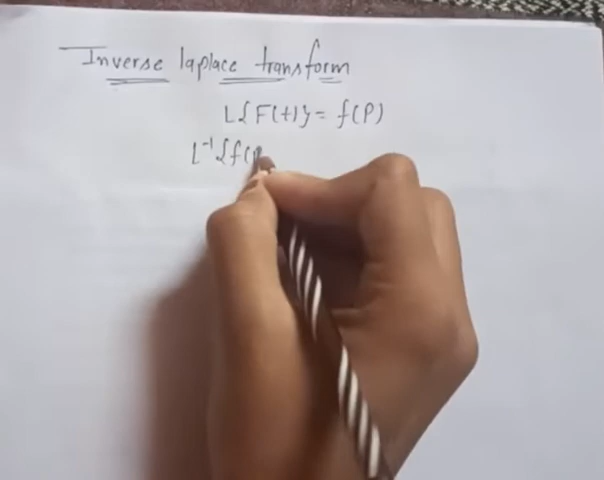 Inverse laplace transform
L{F(t)} = f(P)
L⁻¹{f(p